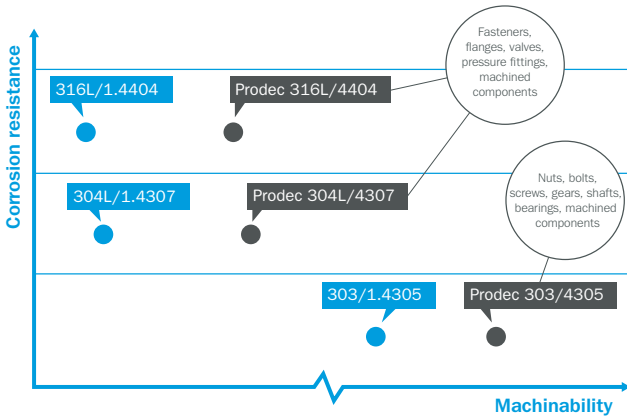 Corrosion resistance
Fasteners,
flanges, valves,
pressure fittings,
machined
components
316L/1.4404
Prodec 316L/4404
304L/1.4307
Prodec 304L/4307
Nuts, bolts,
screws, gears, shafts,
bearings, machined
components
303/1.4305
Prodec 303/4305
Machinability